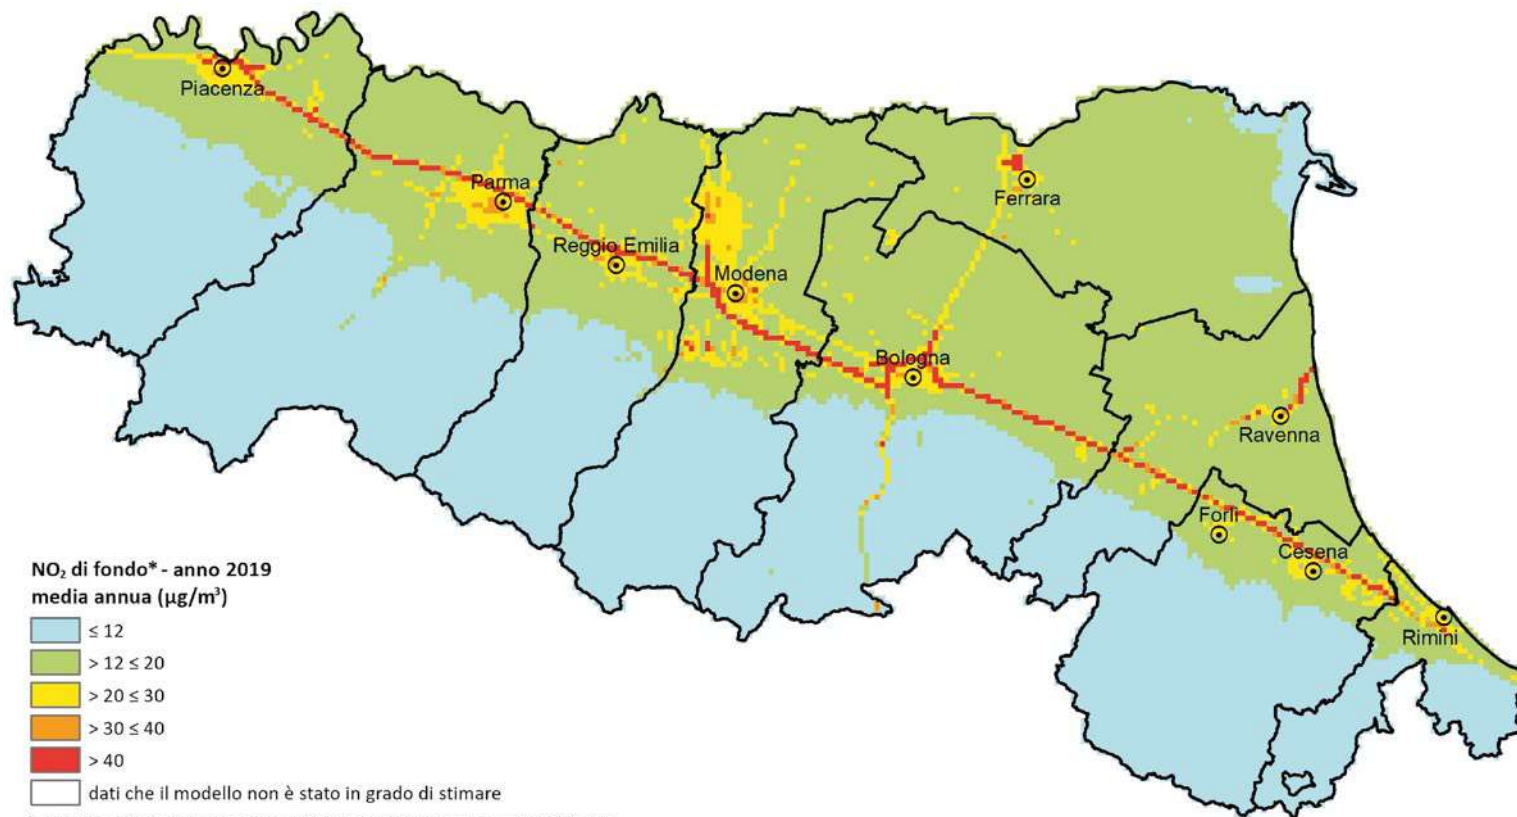 Piacenza
Parma
Reggio Emilia
Modena
Ferrara
Bologna
Ravenna
Forlì
Cesena
Rimini
NO₂ di fondo* - anno 2019
media annua (µg/m³)
≤ 12
> 12 ≤ 20
> 20 ≤ 30
> 30 ≤ 40
> 40
dati che il modello non è stato in grado di stimare